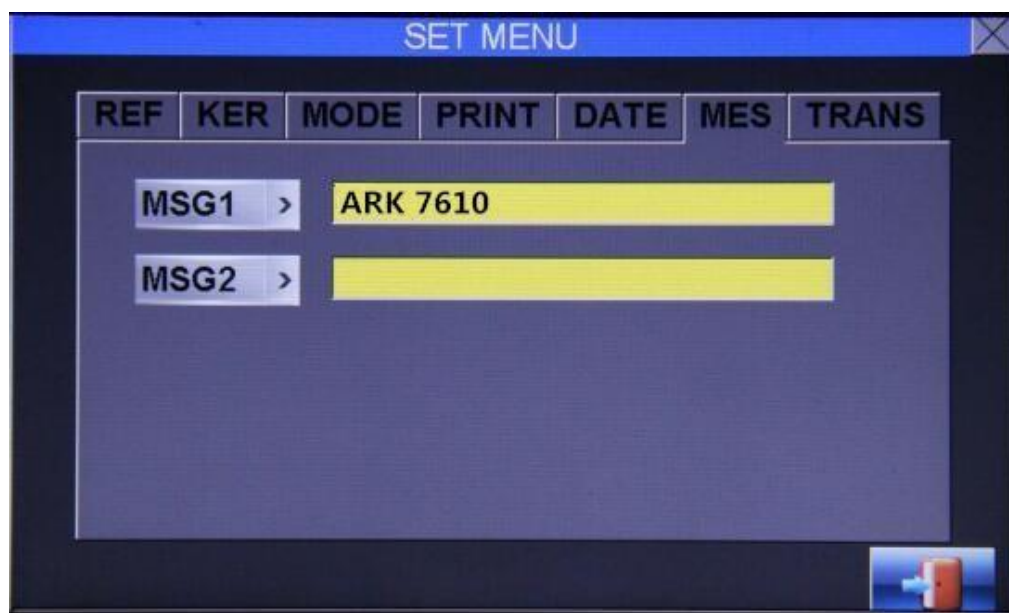 SET MENU
REF KER MODE PRINT DATE MES TRANS
MSG1 > ARK 7610
MSG2 >